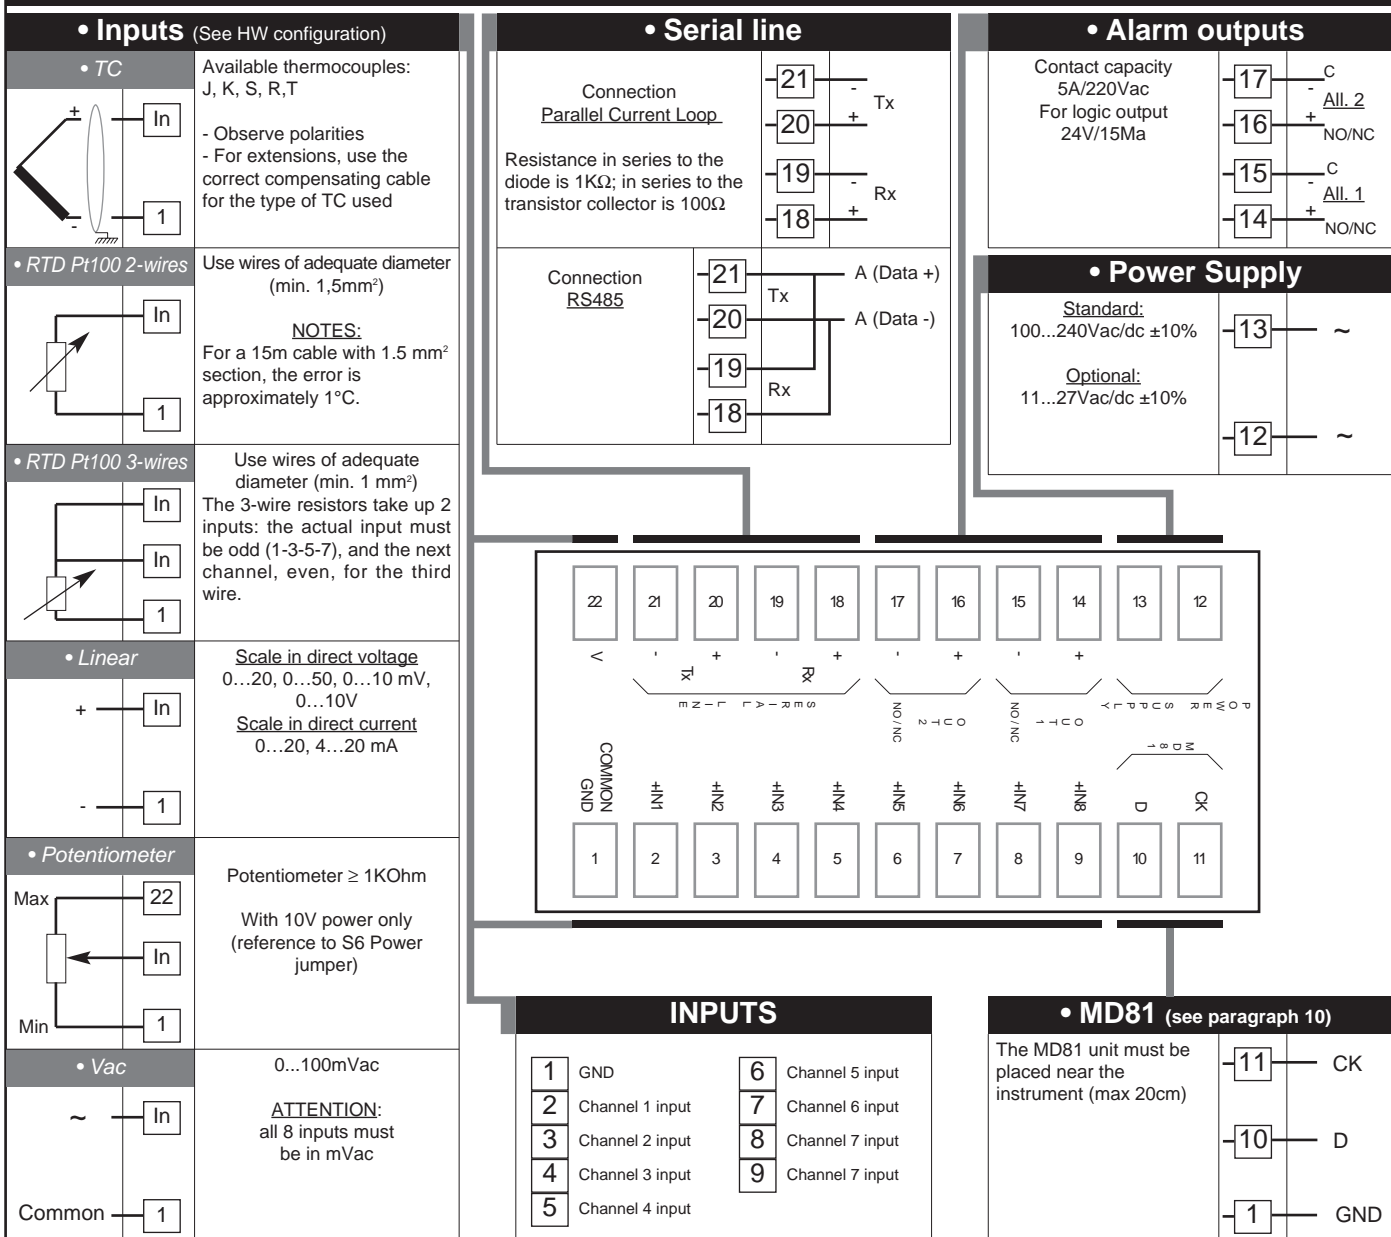 • Inputs (See HW configuration)
• TC
+
-
In
1
Available thermocouples:
J, K, S, R,T
- Observe polarities
- For extensions, use the
correct compensating cable
for the type of TC used
• RTD Pt100 2-wires
In
1
Use wires of adequate diameter
(min. 1,5mm²)
NOTES:
For a 15m cable with 1.5 mm²
section, the error is
approximately 1°C.
• RTD Pt100 3-wires
In
In
1
Use wires of adequate
diameter (min. 1 mm²)
The 3-wire resistors take up 2
inputs: the actual input must
be odd (1-3-5-7), and the next
channel, even, for the third
wire.
• Linear
+ In
- 1
Scale in direct voltage
0…20, 0…50, 0…10 mV,
0…10V
Scale in direct current
0…20, 4…20 mA
• Potentiometer
Max 22
In
Min 1
Potentiometer ≥ 1KOhm
With 10V power only
(reference to S6 Power
jumper)
• Vac
~ In
Common 1
0...100mVac
ATTENTION:
all 8 inputs must
be in mVac
• Serial line
Connection
Parallel Current Loop
Resistance in series to the
diode is 1KΩ; in series to the
transistor collector is 100Ω
21 -
Tx
20 +
19 -
Rx
18 +
Connection
RS485
21 A (Data +)
Tx
20 A (Data -)
19
Rx
18
• Alarm outputs
Contact capacity
5A/220Vac
For logic output
24V/15Ma
17 - C
All. 2
16 + NO/NC
15 - C
All. 1
14 + NO/NC
• Power Supply
Standard:
100...240Vac/dc ±10%
Optional:
11...27Vac/dc ±10%
13 ~
12 ~
22 21 20 19 18 17 16 15 14 13 12
V - + - + - + - +
Tx Rx
SERIAL LINE
NO/NC
OUT 2
NO/NC
OUT 1
POWER SUPPLY
MD81
COMMON
GND
+IN1 +IN2 +IN3 +IN4 +IN5 +IN6 +IN7 +IN8 D CK
1 2 3 4 5 6 7 8 9 10 11
INPUTS
1 GND
2 Channel 1 input
3 Channel 2 input
4 Channel 3 input
5 Channel 4 input
6 Channel 5 input
7 Channel 6 input
8 Channel 7 input
9 Channel 7 input
• MD81 (see paragraph 10)
The MD81 unit must be
placed near the
instrument (max 20cm)
11 CK
10 D
1 GND